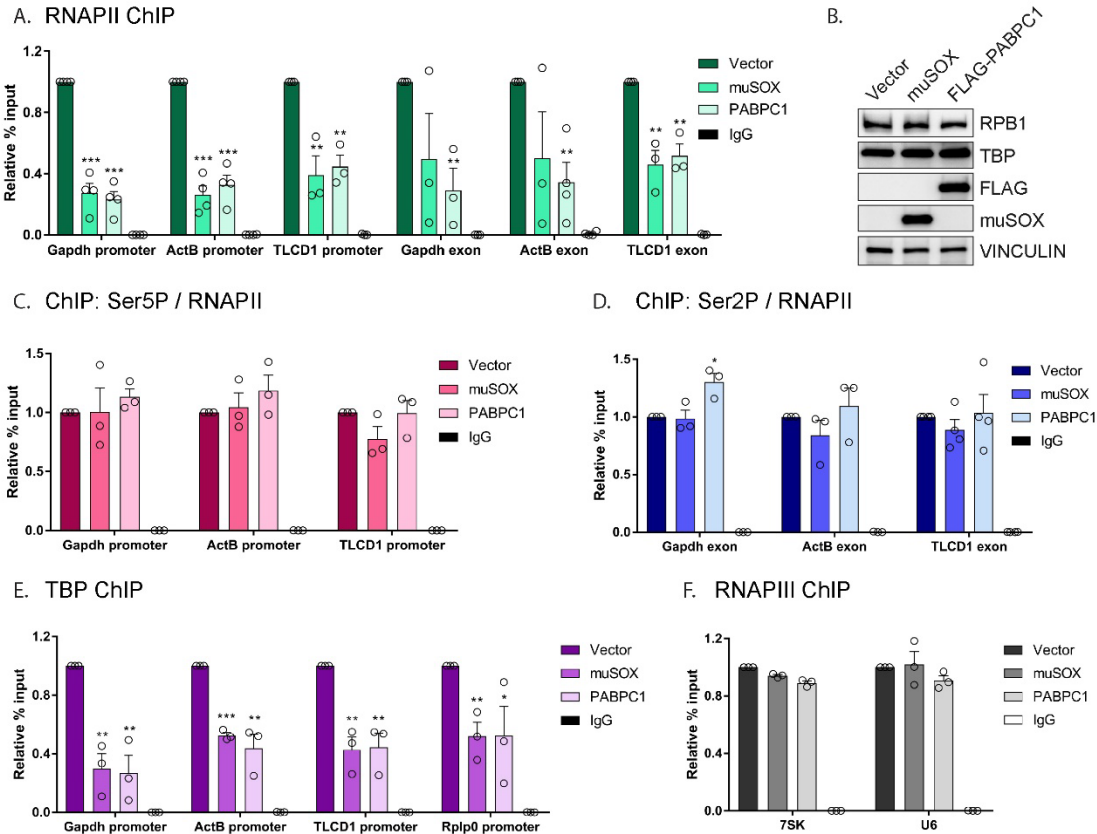 A. RNAPII ChIP
Relative % input
1.2
0.8
0.4
0.0
*** *** *** *** ** ** ** ** ** **
Gapdh promoter ActB promoter TLCD1 promoter Gapdh exon ActB exon TLCD1 exon
Vector
muSOX
PABPC1
IgG
B.
Vector muSOX FLAG-PABPC1
RPB1
TBP
FLAG
muSOX
VINCULIN
C. ChIP: Ser5P / RNAPII
Relative % input
1.5
1.0
0.5
0.0
Gapdh promoter ActB promoter TLCD1 promoter
Vector
muSOX
PABPC1
IgG
D. ChIP: Ser2P / RNAPII
Relative % input
1.5
1.0
0.5
0.0
*
Gapdh exon ActB exon TLCD1 exon
Vector
muSOX
PABPC1
IgG
E. TBP ChIP
Relative % input
1.2
0.8
0.4
0.0
** ** *** ** ** ** ** *
Gapdh promoter ActB promoter TLCD1 promoter Rplp0 promoter
Vector
muSOX
PABPC1
IgG
F. RNAPIII ChIP
Relative % input
1.2
0.8
0.4
0.0
7SK U6
Vector
muSOX
PABPC1
IgG